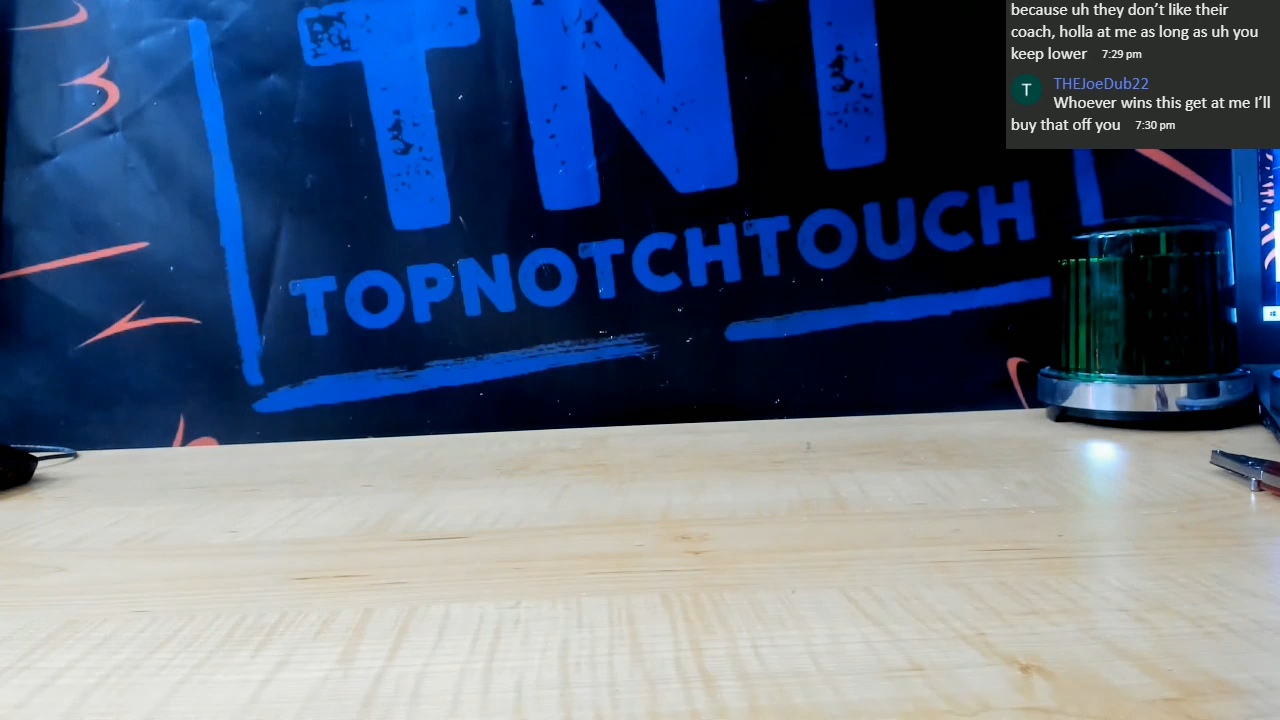 TNT
TOPNOTCHTOUCH
because uh they don’t like their
coach, holla at me as long as uh you
keep lower 7:29 pm
T THEJoeDub22
Whoever wins this get at me I’ll
buy that off you 7:30 pm